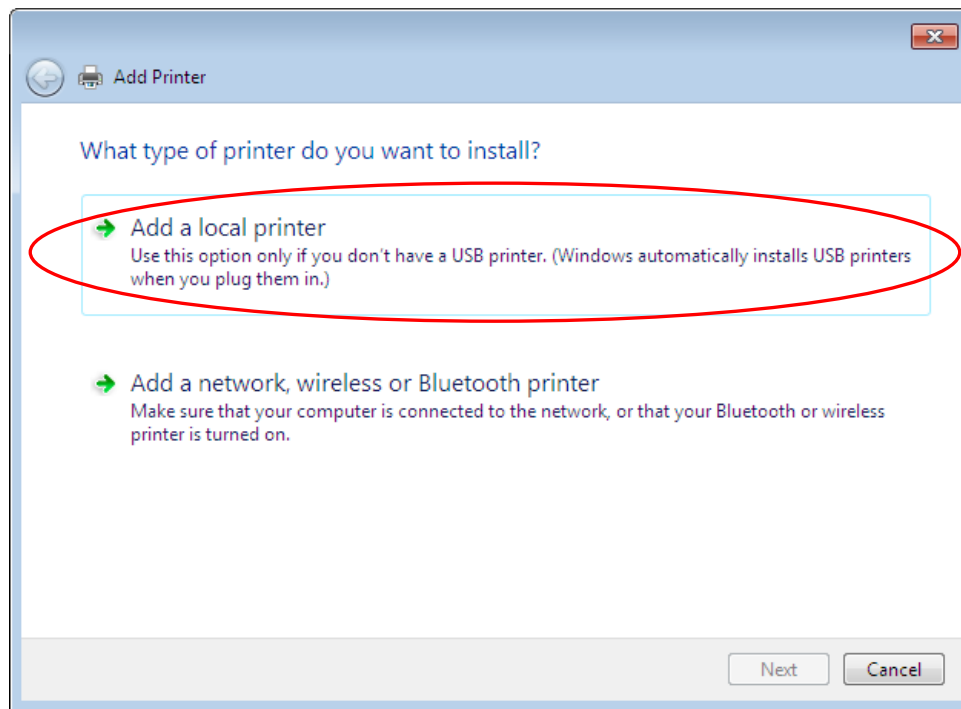 Add Printer
What type of printer do you want to install?
Add a local printer
Use this option only if you don't have a USB printer. (Windows automatically installs USB printers
when you plug them in.)
Add a network, wireless or Bluetooth printer
Make sure that your computer is connected to the network, or that your Bluetooth or wireless
printer is turned on.
Next
Cancel